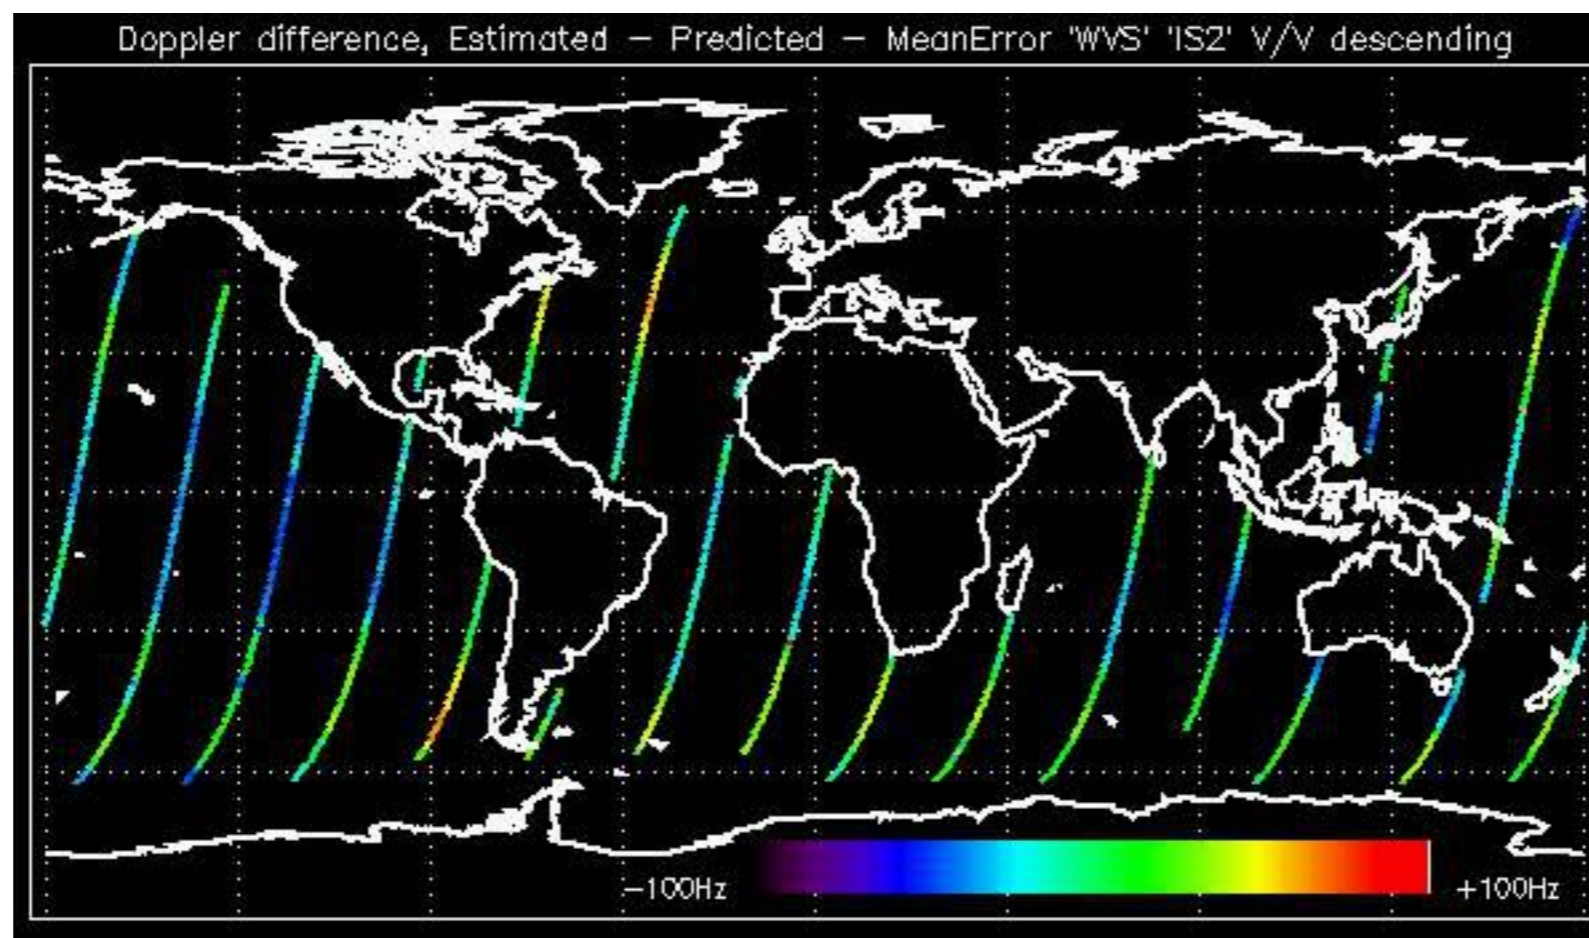 Doppler difference, Estimated – Predicted – MeanError 'WVS' 'IS2' V/V descending
–100Hz
+100Hz